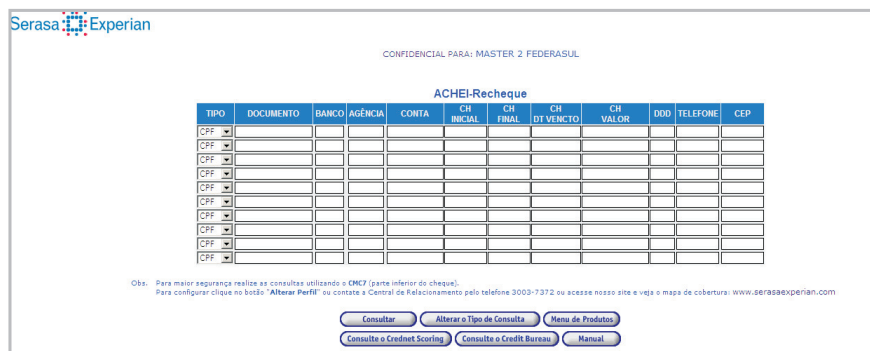 Serasa Experian
CONFIDENCIAL PARA: MASTER 2 FEDERASUL
ACHEI-Recheque
TIPO DOCUMENTO BANCO AGÊNCIA CONTA CH INICIAL CH FINAL CH DT VENCTO CH VALOR DDD TELEFONE CEP
CPF
CPF
CPF
CPF
CPF
CPF
CPF
CPF
CPF
CPF
Obs. Para maior segurança realize as consultas utilizando o CMC7 (parte inferior do cheque).
Para configurar clique no botão "Alterar Perfil" ou contate a Central de Relacionamento pelo telefone 3003-7372 ou acesse nosso site e veja o mapa de cobertura: www.serasaexperian.com
Consultar Alterar o Tipo de Consulta Menu de Produtos
Consulte o Crednet Scoring Consulte o Credit Bureau Manual